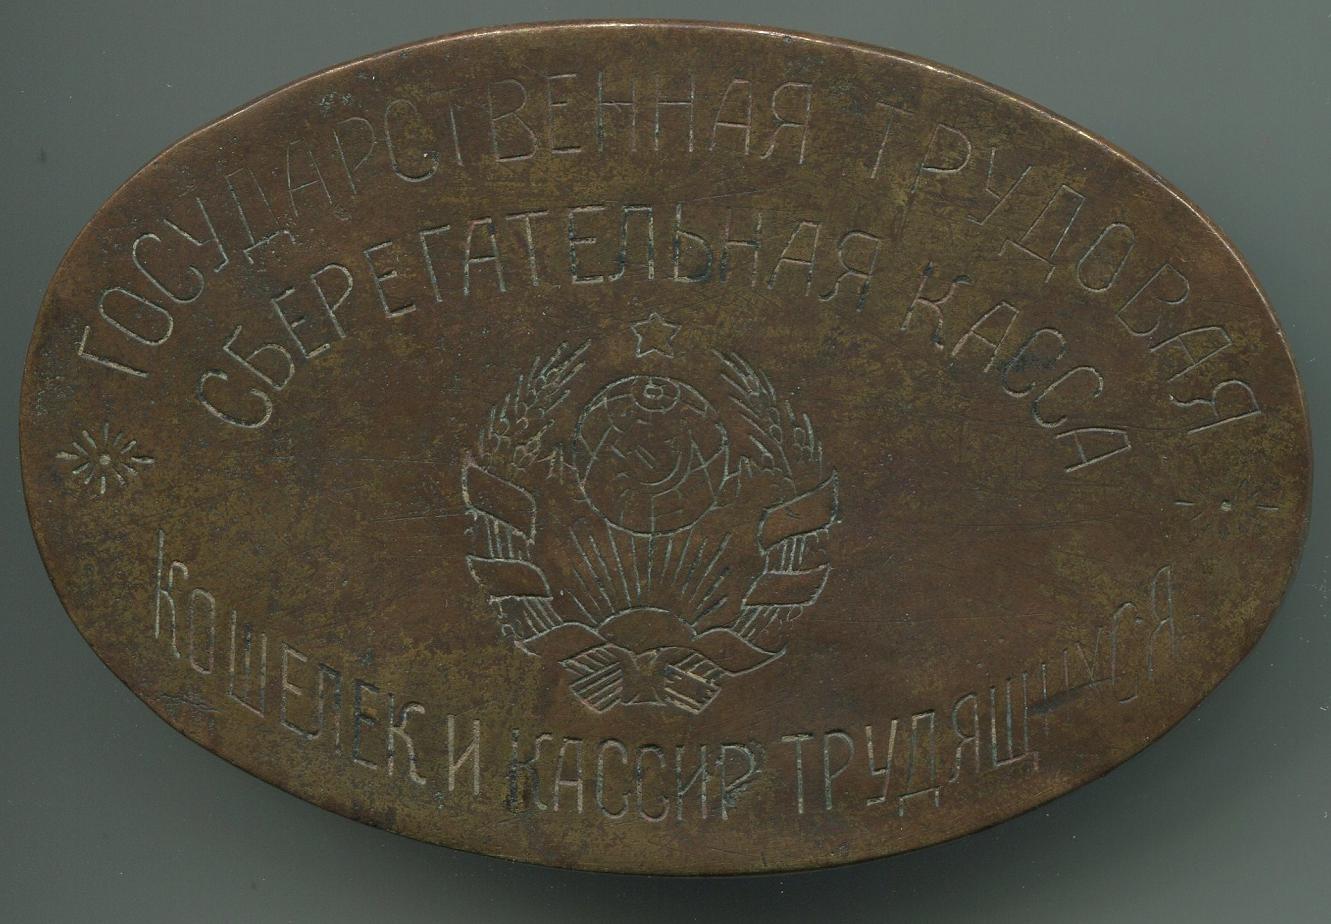 ГОСУДАРСТВЕННАЯ ТРУДОВАЯ
СБЕРЕГАТЕЛЬНАЯ КАССА
КОШЕЛЕК И КАССИР ТРУДЯЩИХСЯ